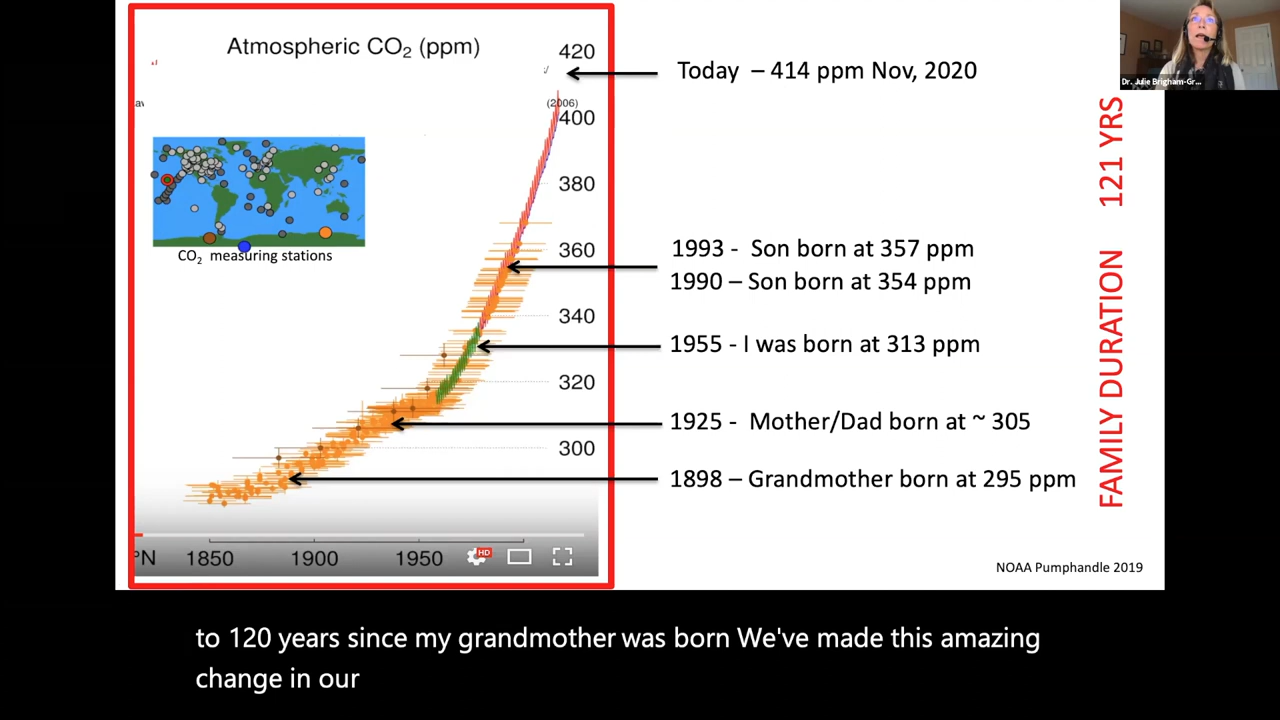 Atmospheric CO₂ (ppm)
420
Today – 414 ppm Nov, 2020
Dr. Julie Brigham-Gr...
(2006)
400
121 YRS
380
1993 - Son born at 357 ppm
360
CO₂ measuring stations
1990 – Son born at 354 ppm
340
1955 - I was born at 313 ppm
FAMILY DURATION
320
1925 - Mother/Dad born at ~ 305
300
1898 – Grandmother born at 295 ppm
PN 1850 1900 1950 HD
NOAA Pumphandle 2019
to 120 years since my grandmother was born We've made this amazing
change in our